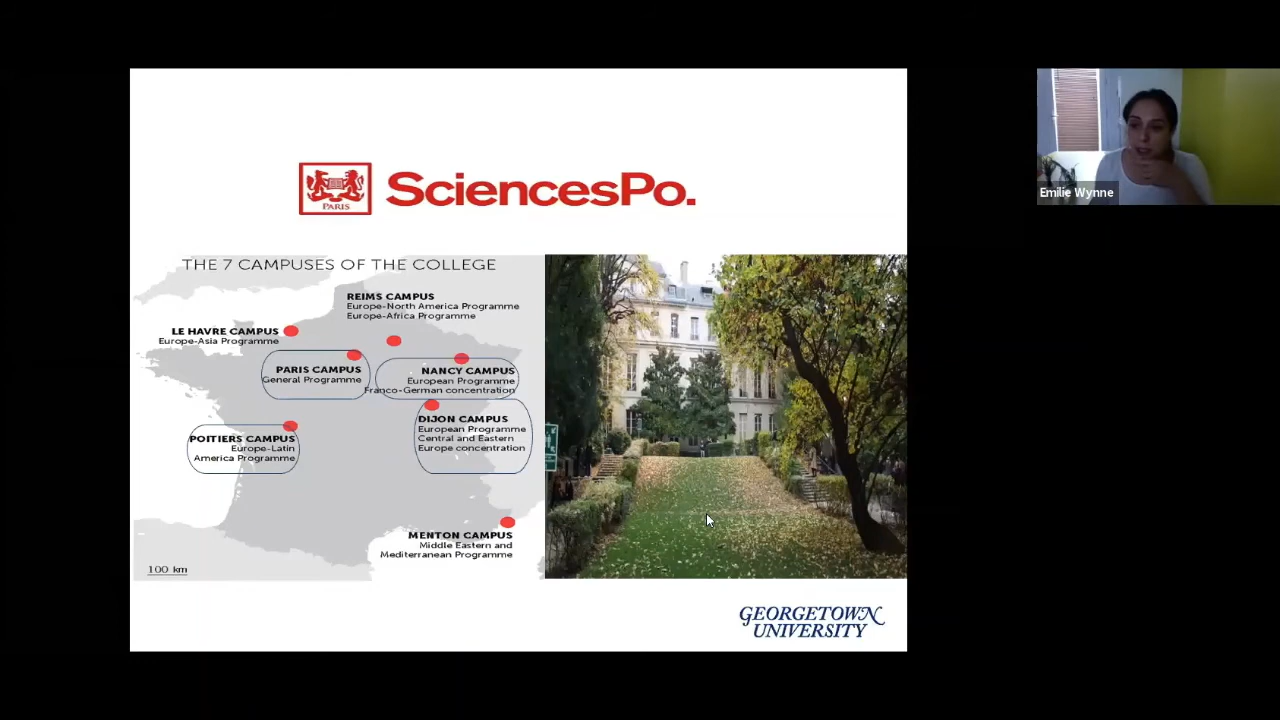 PARIS
SciencesPo.
THE 7 CAMPUSES OF THE COLLEGE
REIMS CAMPUS
Europe-North America Programme
Europe-Africa Programme
LE HAVRE CAMPUS
Europe-Asia Programme
PARIS CAMPUS
General Programme
NANCY CAMPUS
European Programme
Franco-German concentration
DIJON CAMPUS
European Programme
Central and Eastern
Europe concentration
POITIERS CAMPUS
Europe-Latin
America Programme
MENTON CAMPUS
Middle Eastern and
Mediterranean Programme
100 km
GEORGETOWN
UNIVERSITY
Emilie Wynne